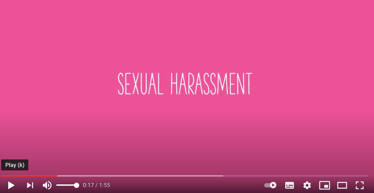 SEXUAL HARASSMENT
Play (k)
0:17 / 1:55